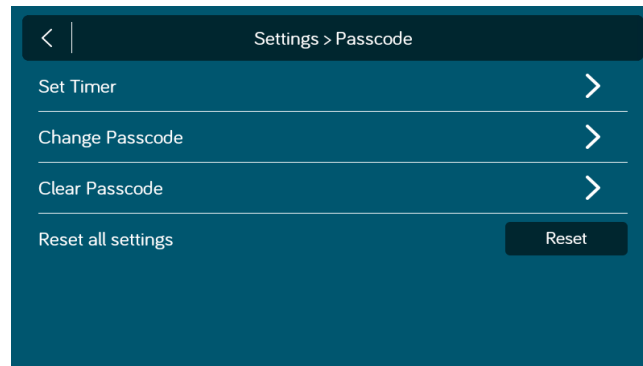 Settings > Passcode
Set Timer
Change Passcode
Clear Passcode
Reset all settings
Reset